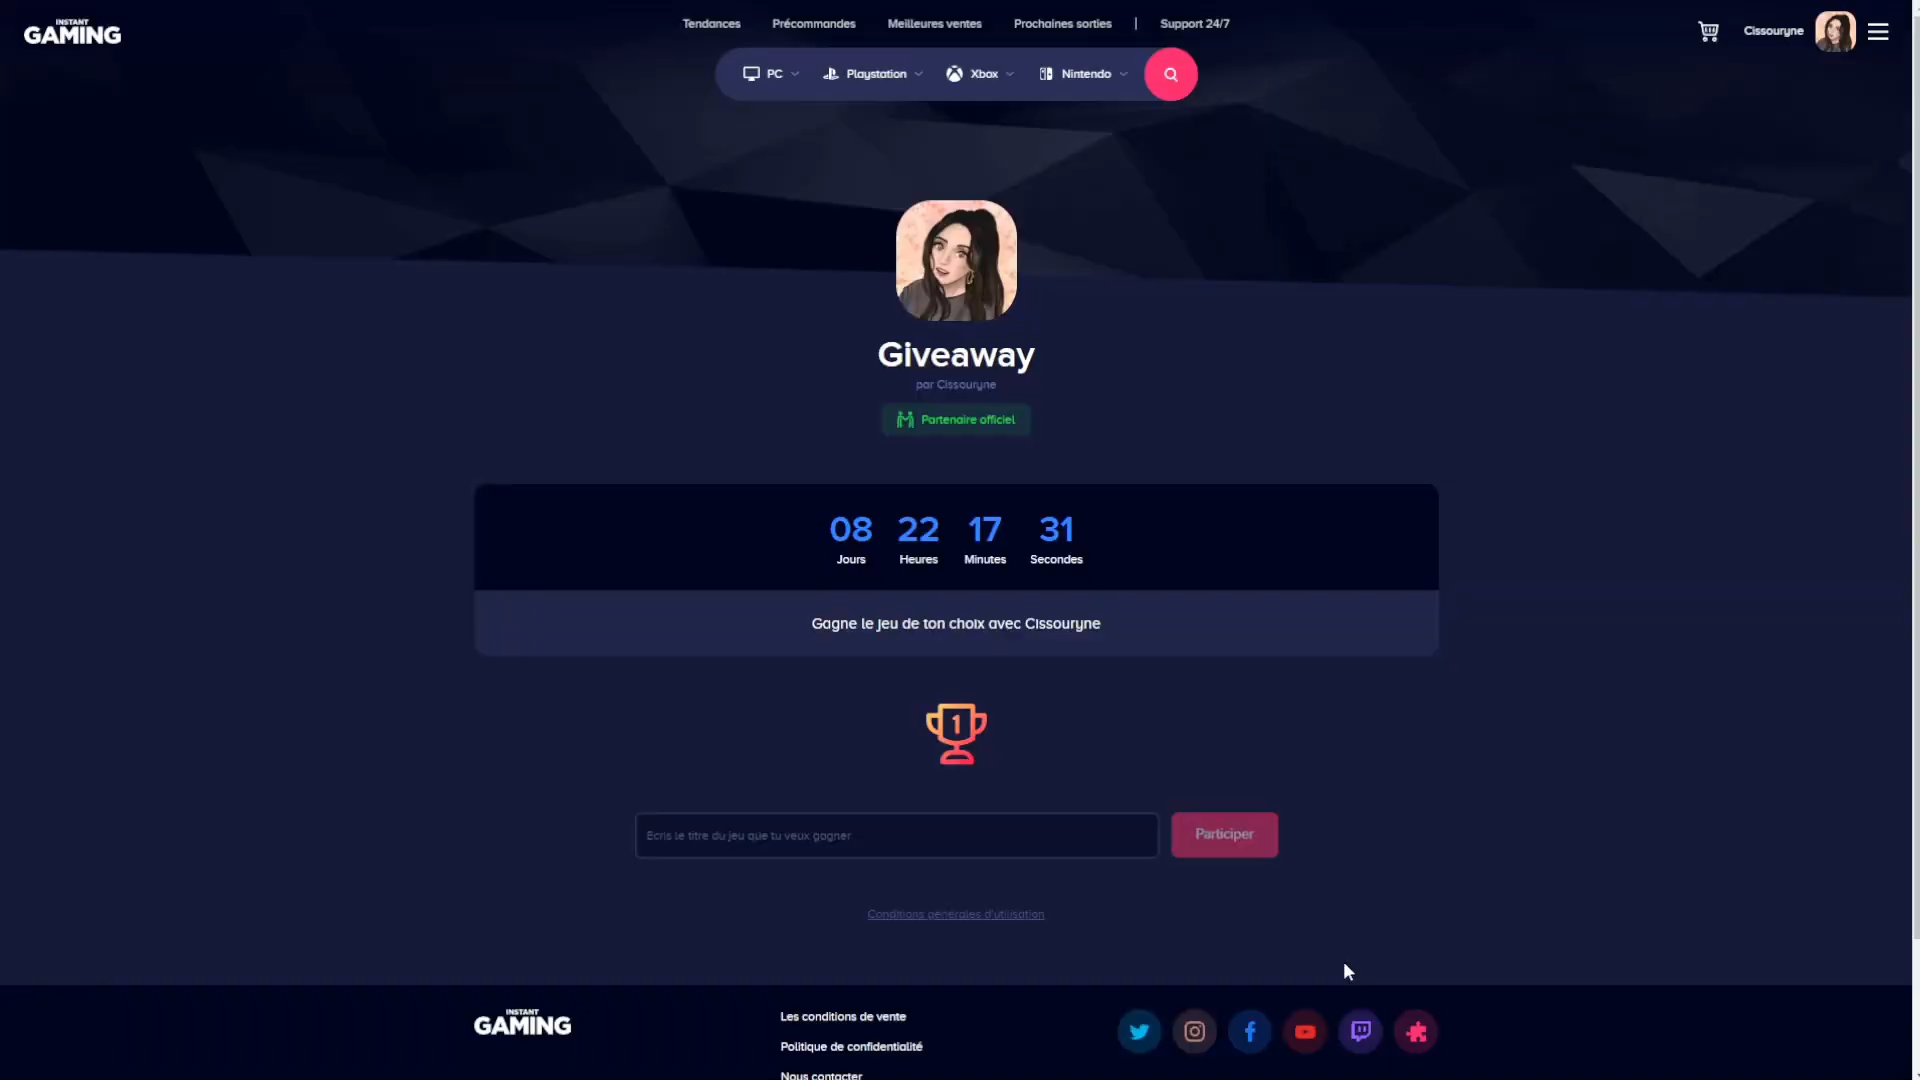 INSTANT
GAMING
Tendances
Précommandes
Meilleures ventes
Prochaines sorties
|
Support 24/7
Cissouryne
PC
Playstation
Xbox
Nintendo
Giveaway
par Cissouryne
Partenaire officiel
08 22 17 31
Jours Heures Minutes Secondes
Gagne le jeu de ton choix avec Cissouryne
1
Ecris le titre du jeu que tu veux gagner
Participer
Conditions générales d'utilisation
INSTANT
GAMING
Les conditions de vente
Politique de confidentialité
Nous contacter